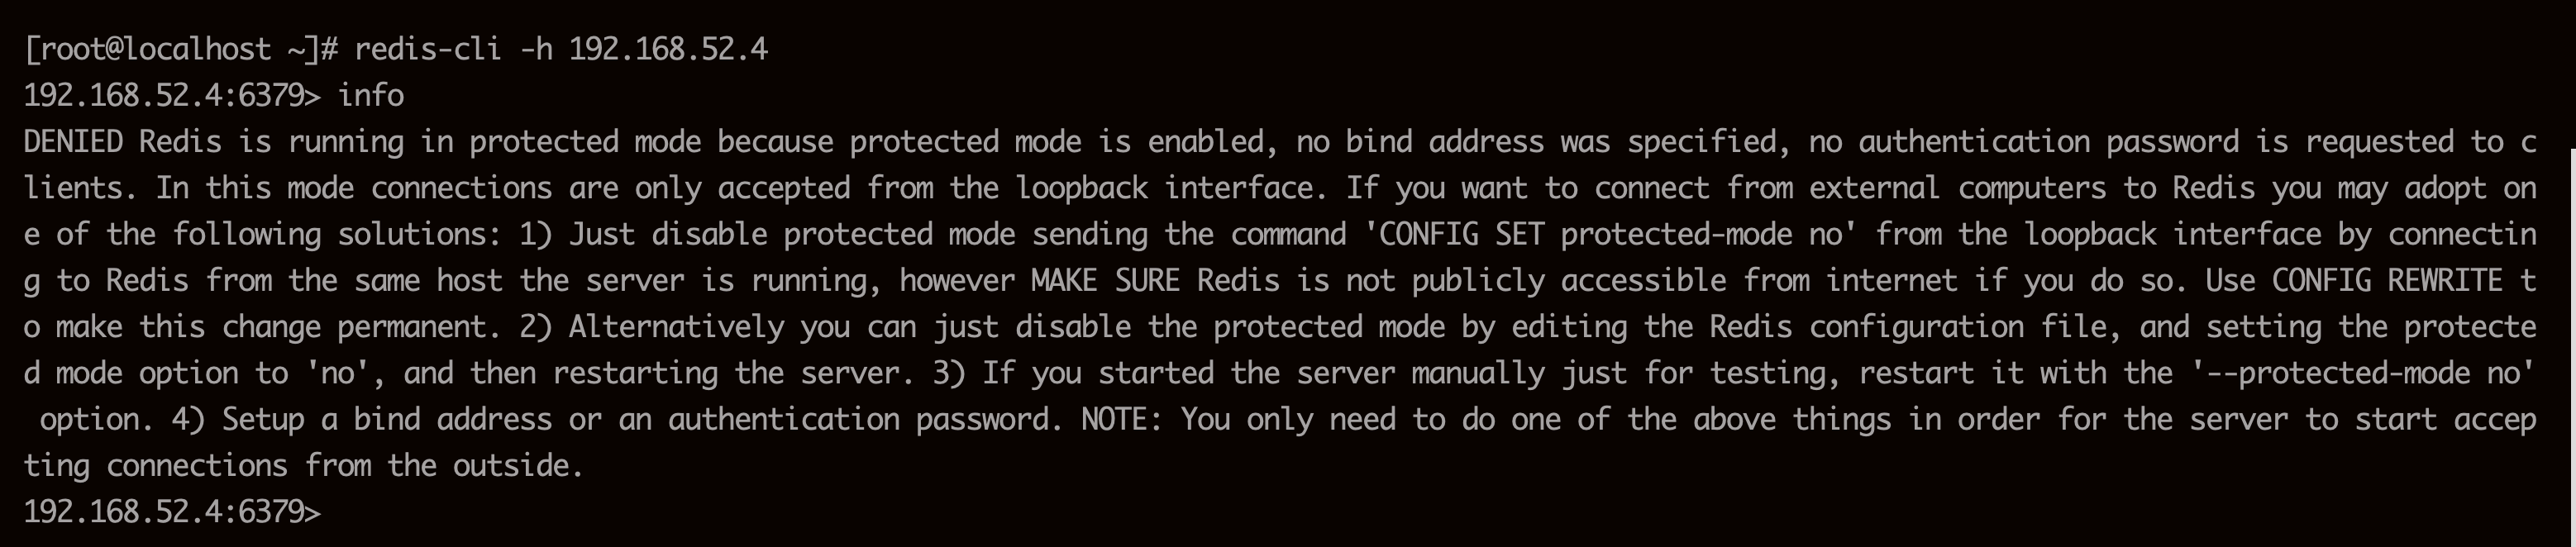 [root@localhost ~]# redis-cli -h 192.168.52.4
192.168.52.4:6379> info
DENIED Redis is running in protected mode because protected mode is enabled, no bind address was specified, no authentication password is requested to c
lients. In this mode connections are only accepted from the loopback interface. If you want to connect from external computers to Redis you may adopt on
e of the following solutions: 1) Just disable protected mode sending the command 'CONFIG SET protected-mode no' from the loopback interface by connectin
g to Redis from the same host the server is running, however MAKE SURE Redis is not publicly accessible from internet if you do so. Use CONFIG REWRITE t
o make this change permanent. 2) Alternatively you can just disable the protected mode by editing the Redis configuration file, and setting the protecte
d mode option to 'no', and then restarting the server. 3) If you started the server manually just for testing, restart it with the '--protected-mode no'
 option. 4) Setup a bind address or an authentication password. NOTE: You only need to do one of the above things in order for the server to start accep
ting connections from the outside.
192.168.52.4:6379>